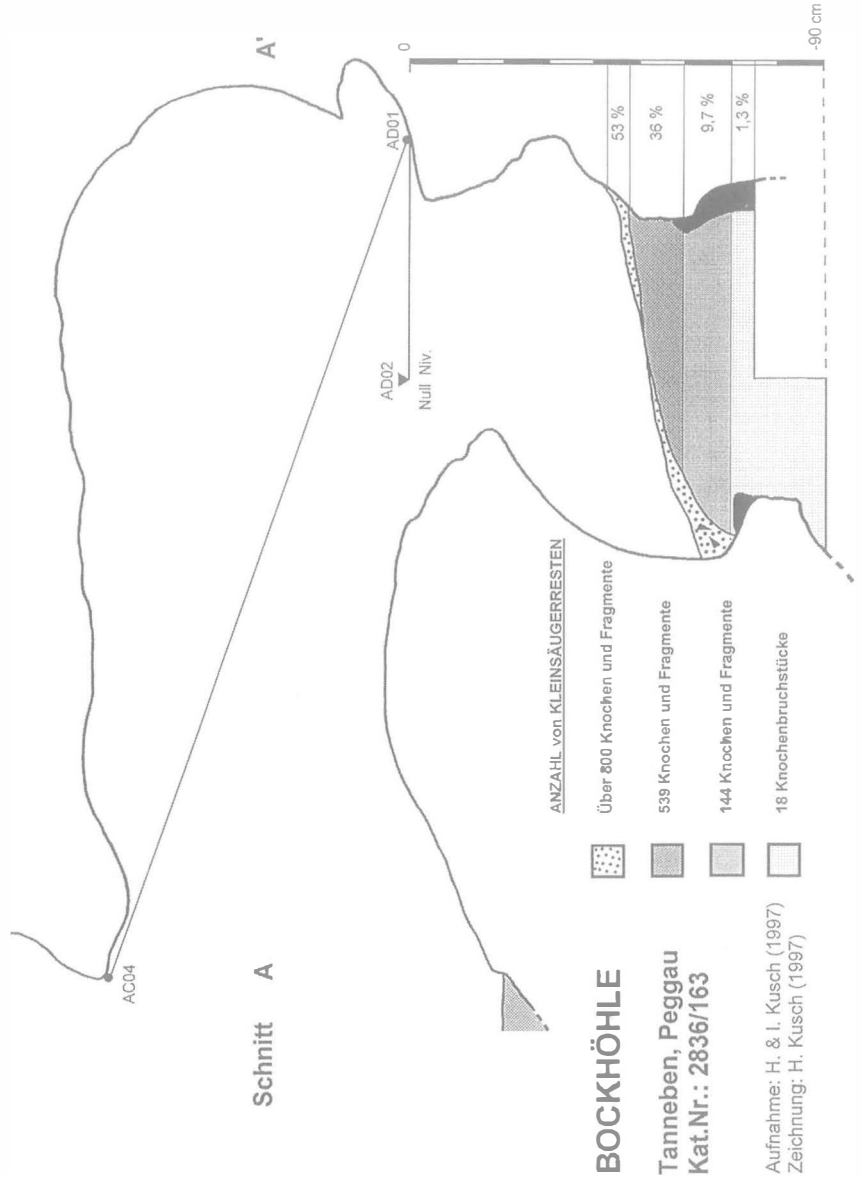 Schnitt A A'
AC04
AD01
AD02
Null Niv.
0
-90 cm
53 %
36 %
9,7 %
1,3 %
ANZAHL von KLEINSÄUGERRESTEN
Über 800 Knochen und Fragmente
539 Knochen und Fragmente
144 Knochen und Fragmente
18 Knochenbruchstücke
BOCKHÖHLE
Tanneben, Peggau
Kat.Nr.: 2836/163
Aufnahme: H. & I. Kusch (1997)
Zeichnung: H. Kusch (1997)